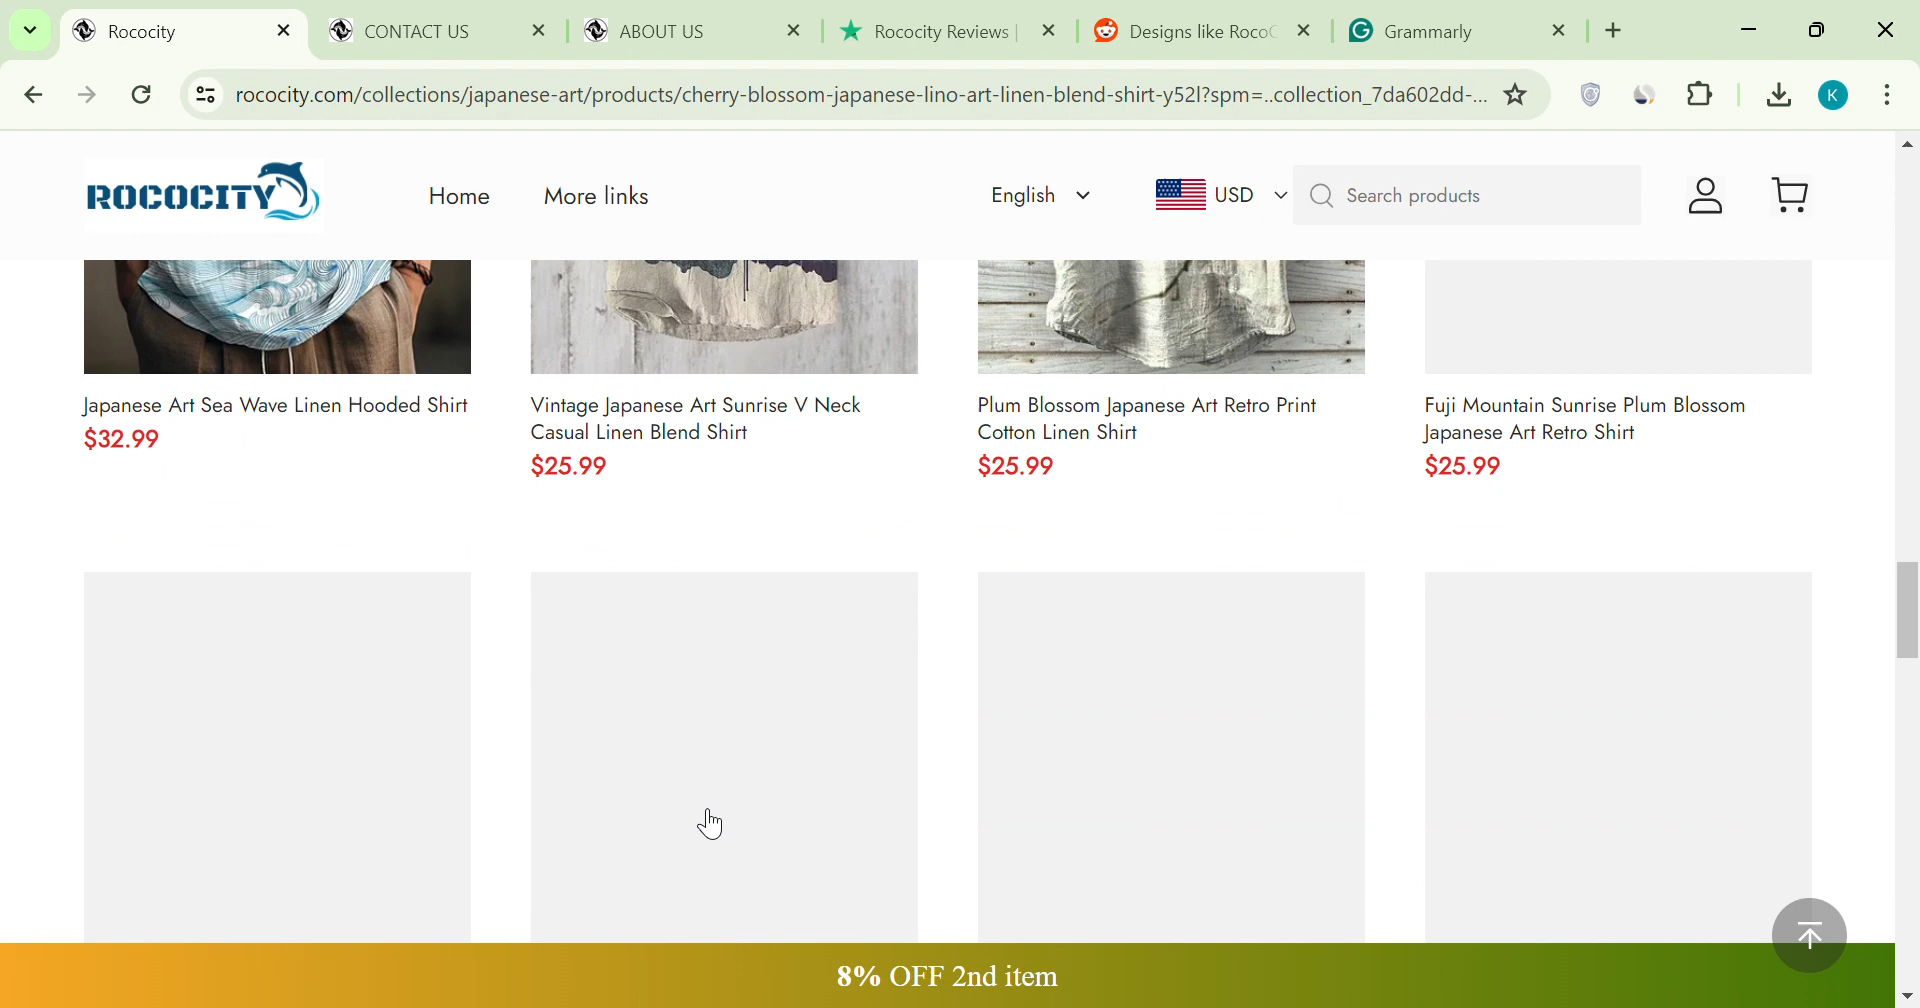 Rococity
CONTACT US
ABOUT US
Rococity Reviews |
Designs like RocoC
Grammarly
rococity.com/collections/japanese-art/products/cherry-blossom-japanese-lino-art-linen-blend-shirt-y52l?spm=..collection_7da602dd-...
K
ROCOCITY
Home
More links
English
USD
Search products
Japanese Art Sea Wave Linen Hooded Shirt
$32.99
Vintage Japanese Art Sunrise V Neck
Casual Linen Blend Shirt
$25.99
Plum Blossom Japanese Art Retro Print
Cotton Linen Shirt
$25.99
Fuji Mountain Sunrise Plum Blossom
Japanese Art Retro Shirt
$25.99
8% OFF 2nd item